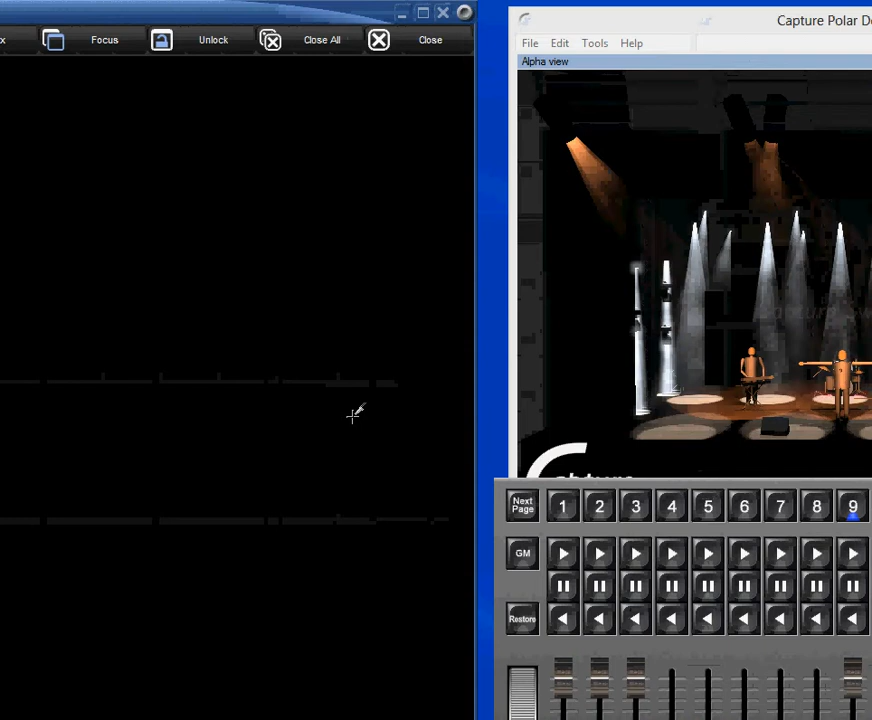 x Focus Unlock Close All Close
Capture Polar
File Edit Tools Help
Alpha view
Next Page 1 2 3 4 5 6 7 8 9
GM
Restore